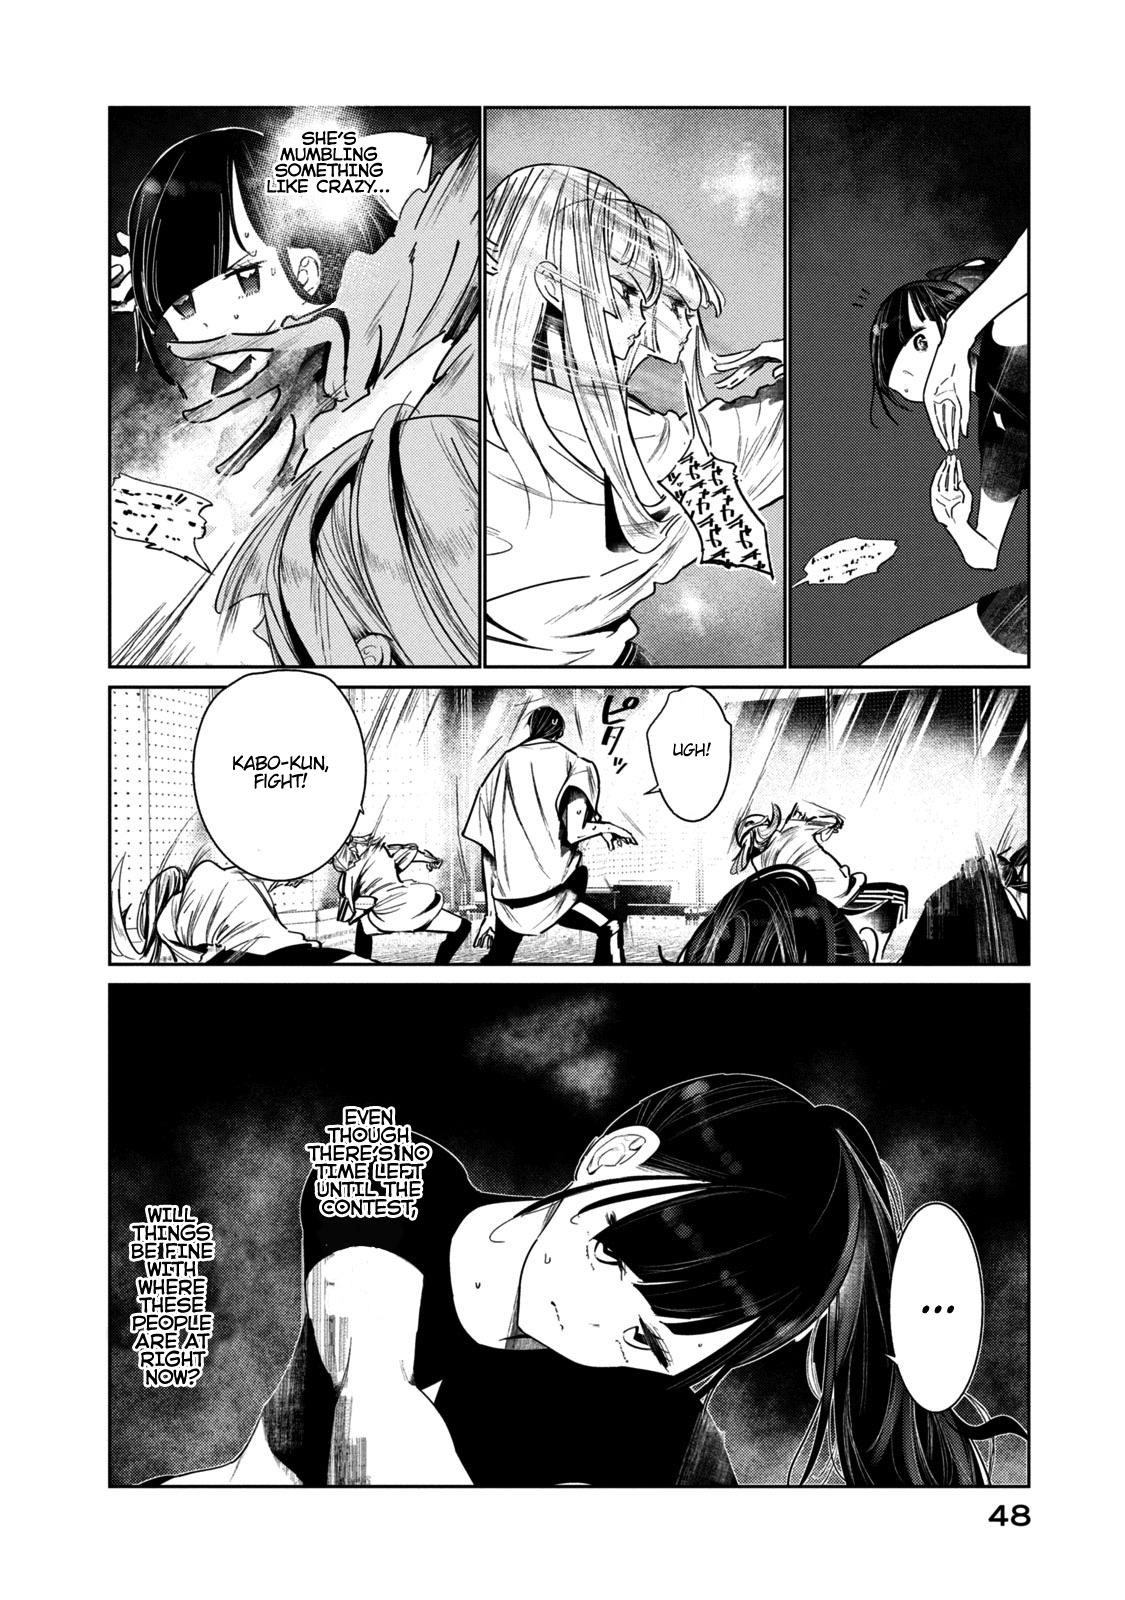 SHE'S
MUMBLING
SOMETHING
LIKE CRAZY...
UGH!
ピタッ
KABO-KUN,
FIGHT!
...
EVEN
THOUGH
THERE'S NO
TIME LEFT
UNTIL THE
CONTEST,
WILL
THINGS
BE FINE
WITH
WHERE
THESE
PEOPLE
ARE AT
RIGHT
NOW?
48